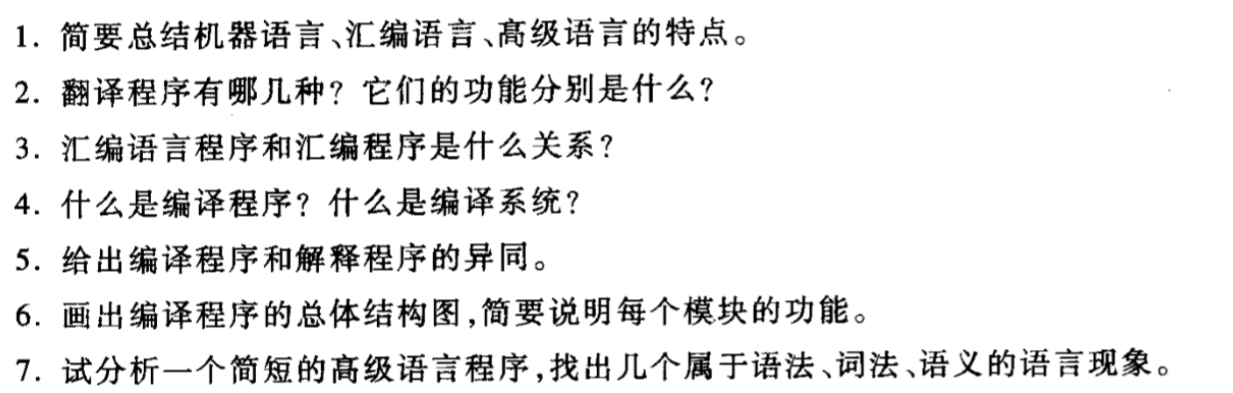 1. 简要总结机器语言、汇编语言、高级语言的特点。
2. 翻译程序有哪几种？它们的功能分别是什么？
3. 汇编语言程序和汇编程序是什么关系？
4. 什么是编译程序？什么是编译系统？
5. 给出编译程序和解释程序的异同。
6. 画出编译程序的总体结构图,简要说明每个模块的功能。
7. 试分析一个简短的高级语言程序,找出几个属于语法、词法、语义的语言现象。